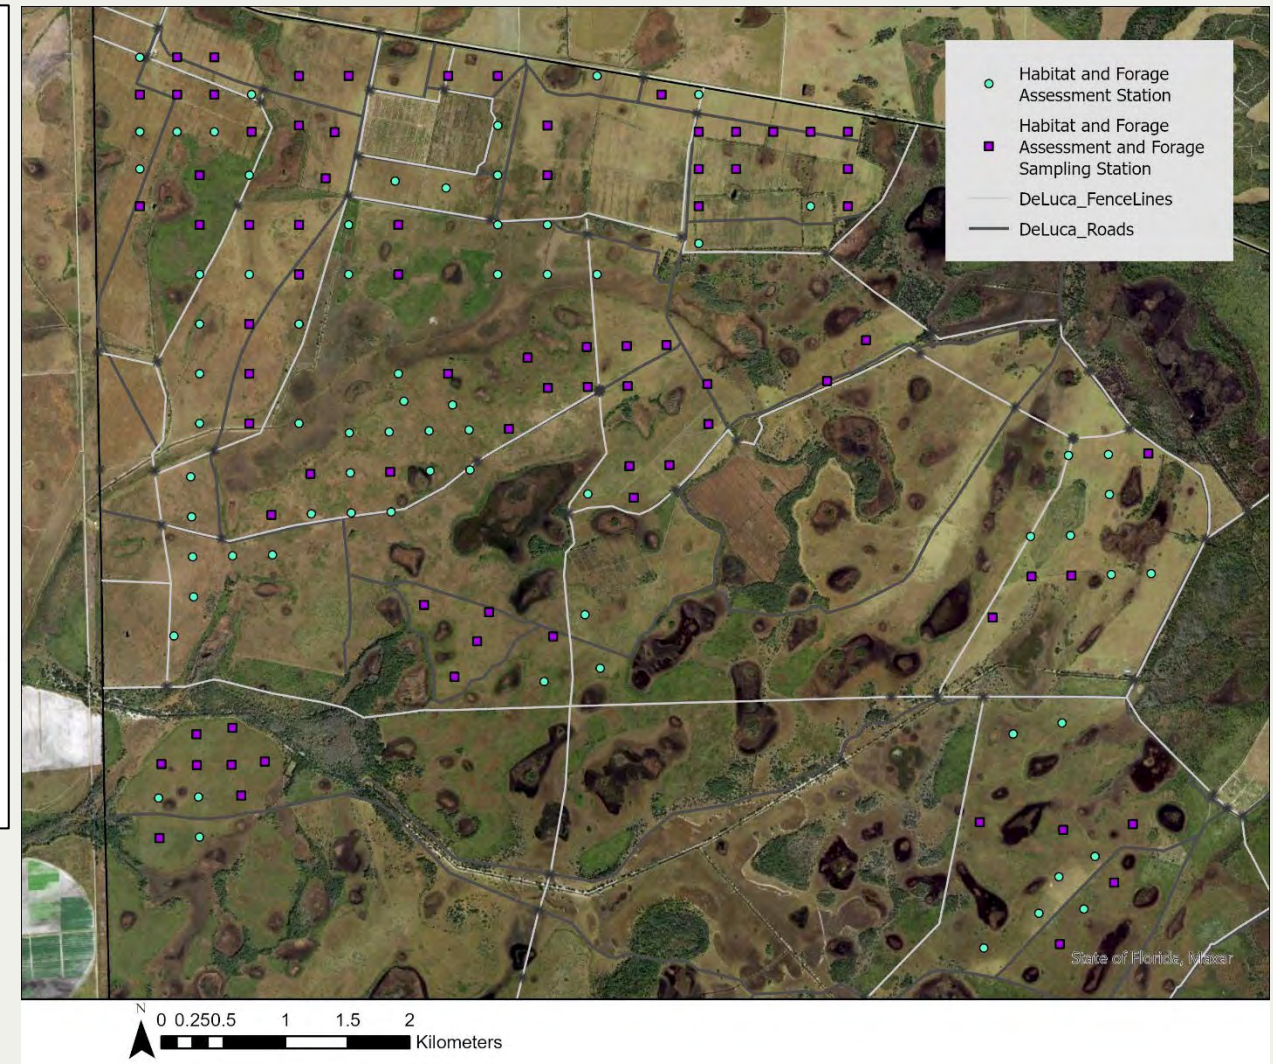 Habitat and Forage
Assessment Station
Habitat and Forage
Assessment and Forage
Sampling Station
DeLuca_FenceLines
DeLuca_Roads
State of Florida, Maxar
N
0 0.250.5 1 1.5 2
Kilometers